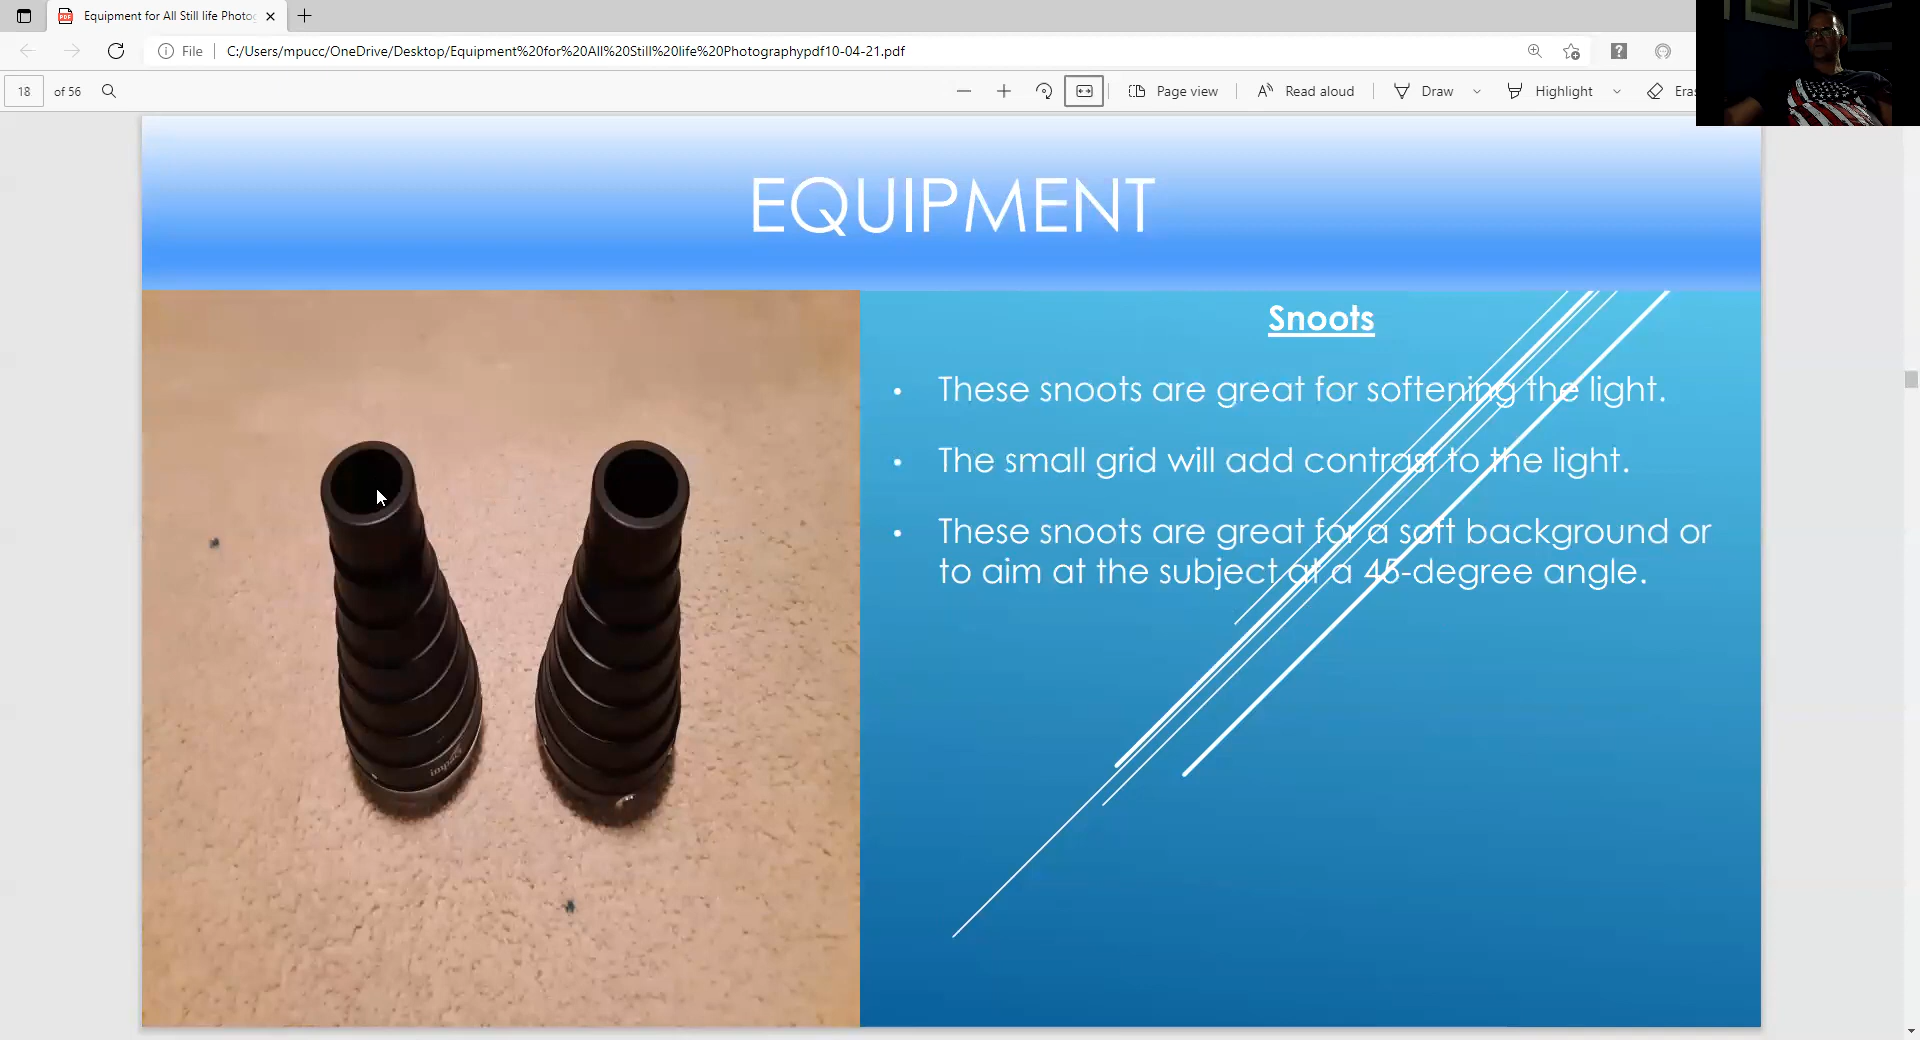 Equipment for All Still life Photog
File
C:/Users/mpucc/OneDrive/Desktop/Equipment%20for%20All%20Still%20life%20Photographypdf10-04-21.pdf
18 of 56
Page view
Read aloud
Draw
Highlight
Eras
EQUIPMENT
Snoots
• These snoots are great for softening the light.
• The small grid will add contrast to the light.
• These snoots are great for a soft background or
to aim at the subject at a 45-degree angle.